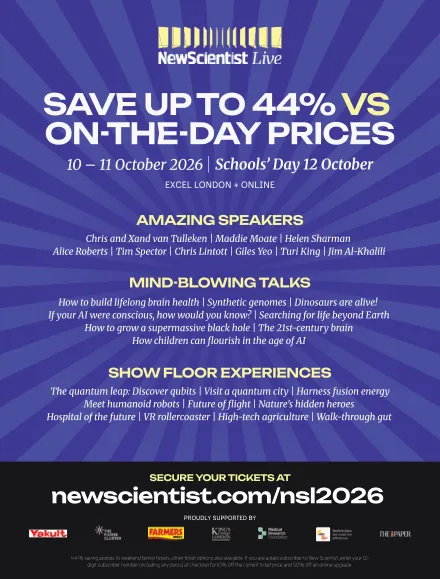 NewScientist Live
SAVE UP TO 44% VS
ON-THE-DAY PRICES
10 – 11 October 2026 | Schools' Day 12 October
EXCEL LONDON + ONLINE
AMAZING SPEAKERS
Chris and Xand van Tulleken | Maddie Moate | Helen Sharman
Alice Roberts | Tim Spector | Chris Lintott | Giles Yeo | Turi King | Jim Al-Khalili
MIND-BLOWING TALKS
How to build lifelong brain health | Synthetic genomes | Dinosaurs are alive!
If your AI were conscious, how would you know? | Searching for life beyond Earth
How to grow a supermassive black hole | The 21st-century brain
How children can flourish in the age of AI
SHOW FLOOR EXPERIENCES
The quantum leap: Discover qubits | Visit a quantum city | Harness fusion energy
Meet humanoid robots | Future of flight | Nature's hidden heroes
Hospital of the future | VR rollercoaster | High-tech agriculture | Walk-through gut
SECURE YOUR TICKETS AT
newscientist.com/nsl2026
PROUDLY SUPPORTED BY
Yakult
FARMERS
KING'S College LONDON
Medical Research Foundation
THE PAPER